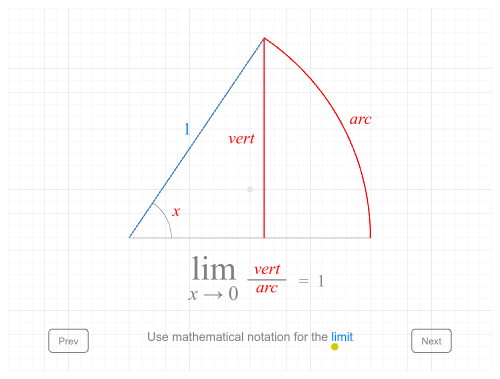 1
vert
arc
x
lim vert
x → 0 arc = 1
Prev
Use mathematical notation for the limit
Next